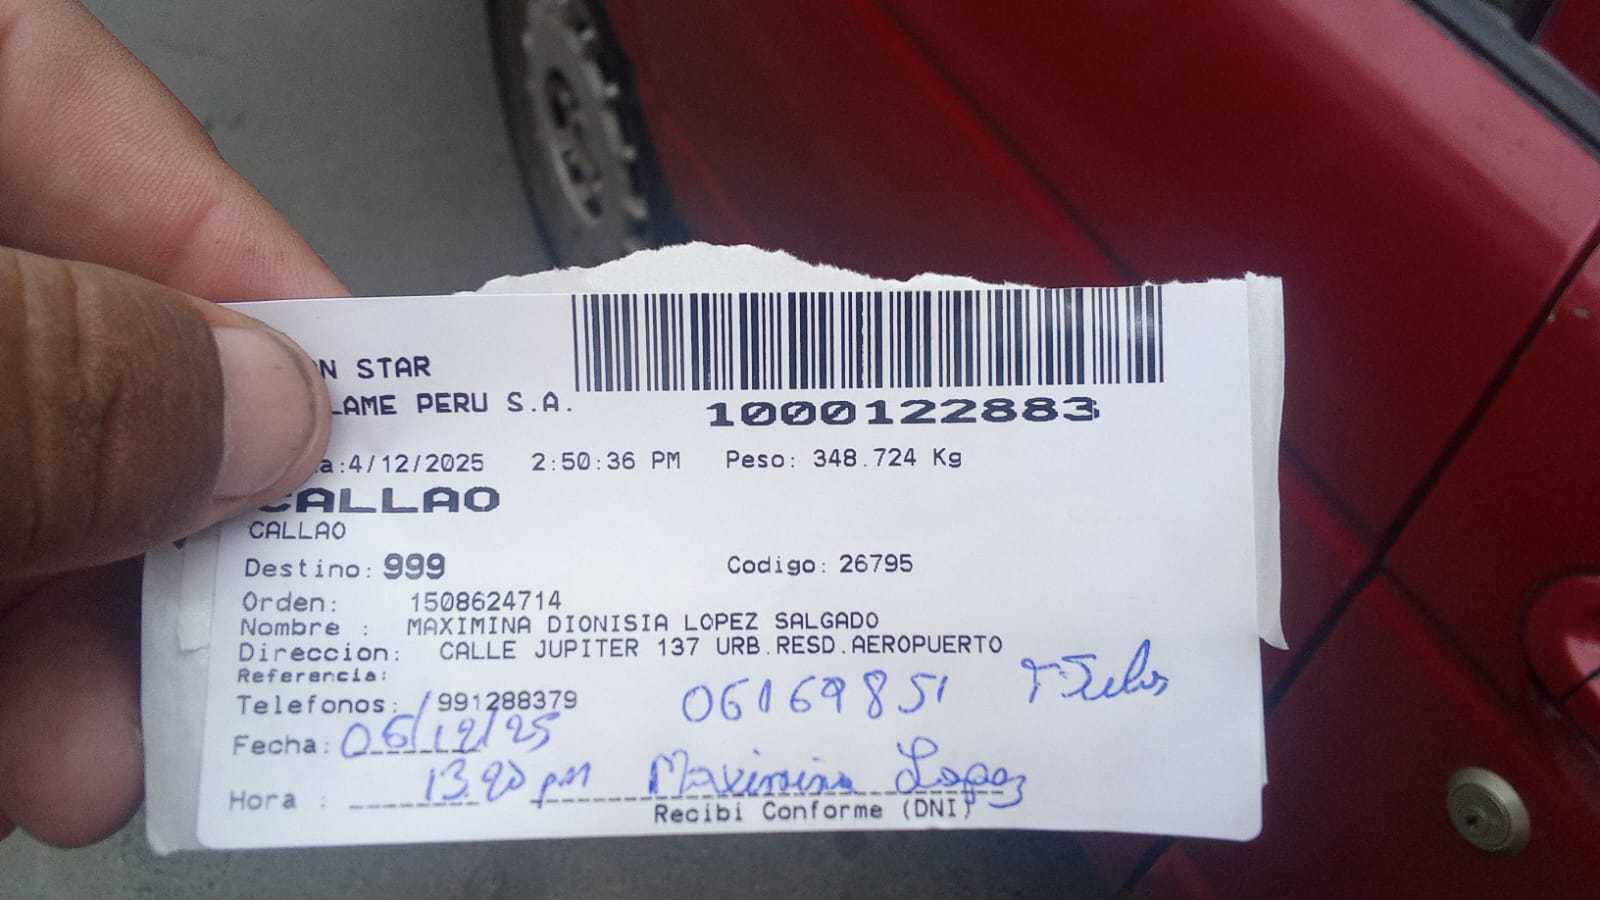 N STAR
LAME PERU S.A.
1000122883
a:4/12/2025 2:50:36 PM Peso: 348.724 Kg
CALLAO
CALLAO
Destino: 999 Codigo: 26795
Orden: 1508624714
Nombre : MAXIMINA DIONISIA LOPEZ SALGADO
Direccion: CALLE JUPITER 137 URB.RESD.AEROPUERTO
Referencia:
Telefonos: / 991288379 06169851
Fecha: 06/12/25
Hora : 13.20 pm Maximina Lopez
Recibi Conforme (DNI)